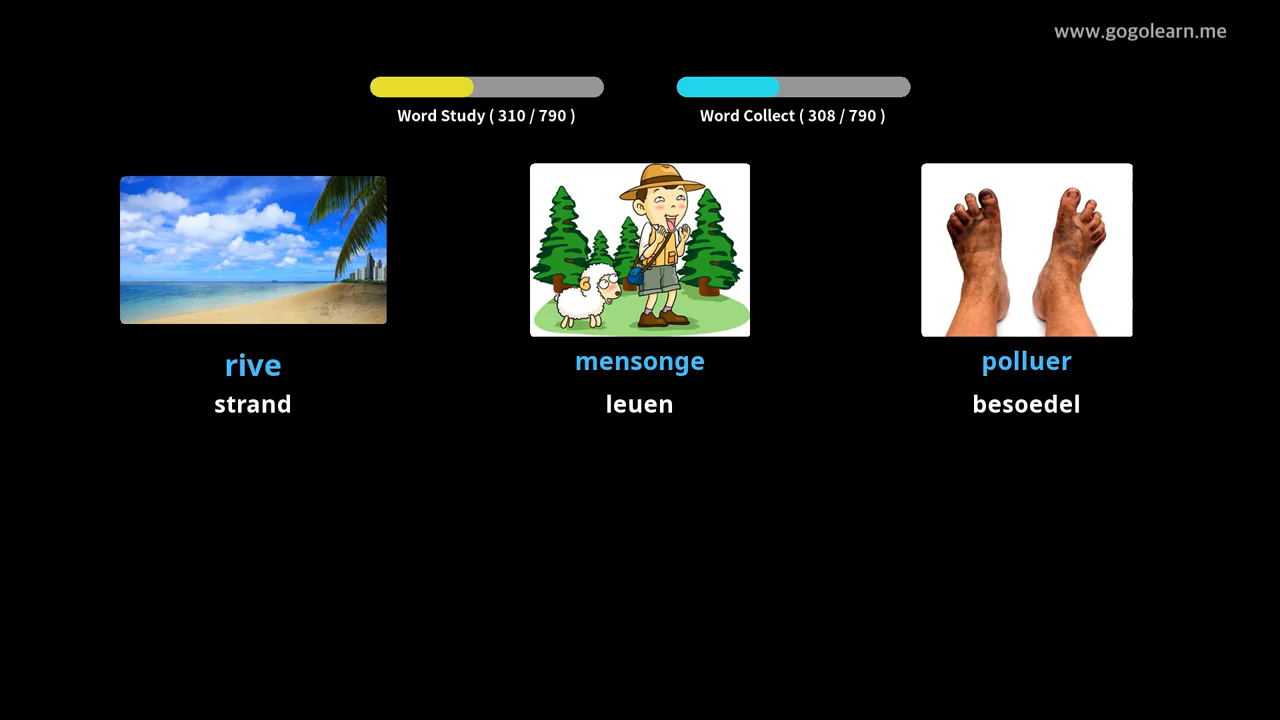 www.gogolearn.me
Word Study ( 310 / 790 )
Word Collect ( 308 / 790 )
rive
strand
mensonge
leuen
polluer
besoedel